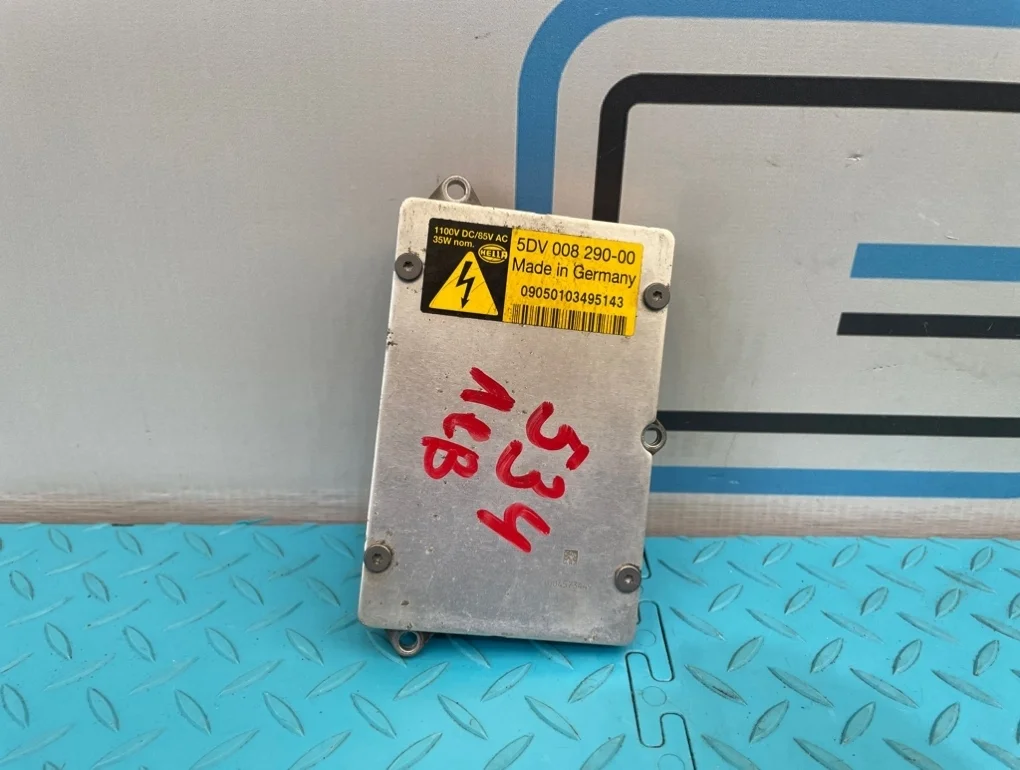 1100V DC/85V AC
35W nom.
HELLA
5DV 008 290-00
Made in Germany
09050103495143
534
лев